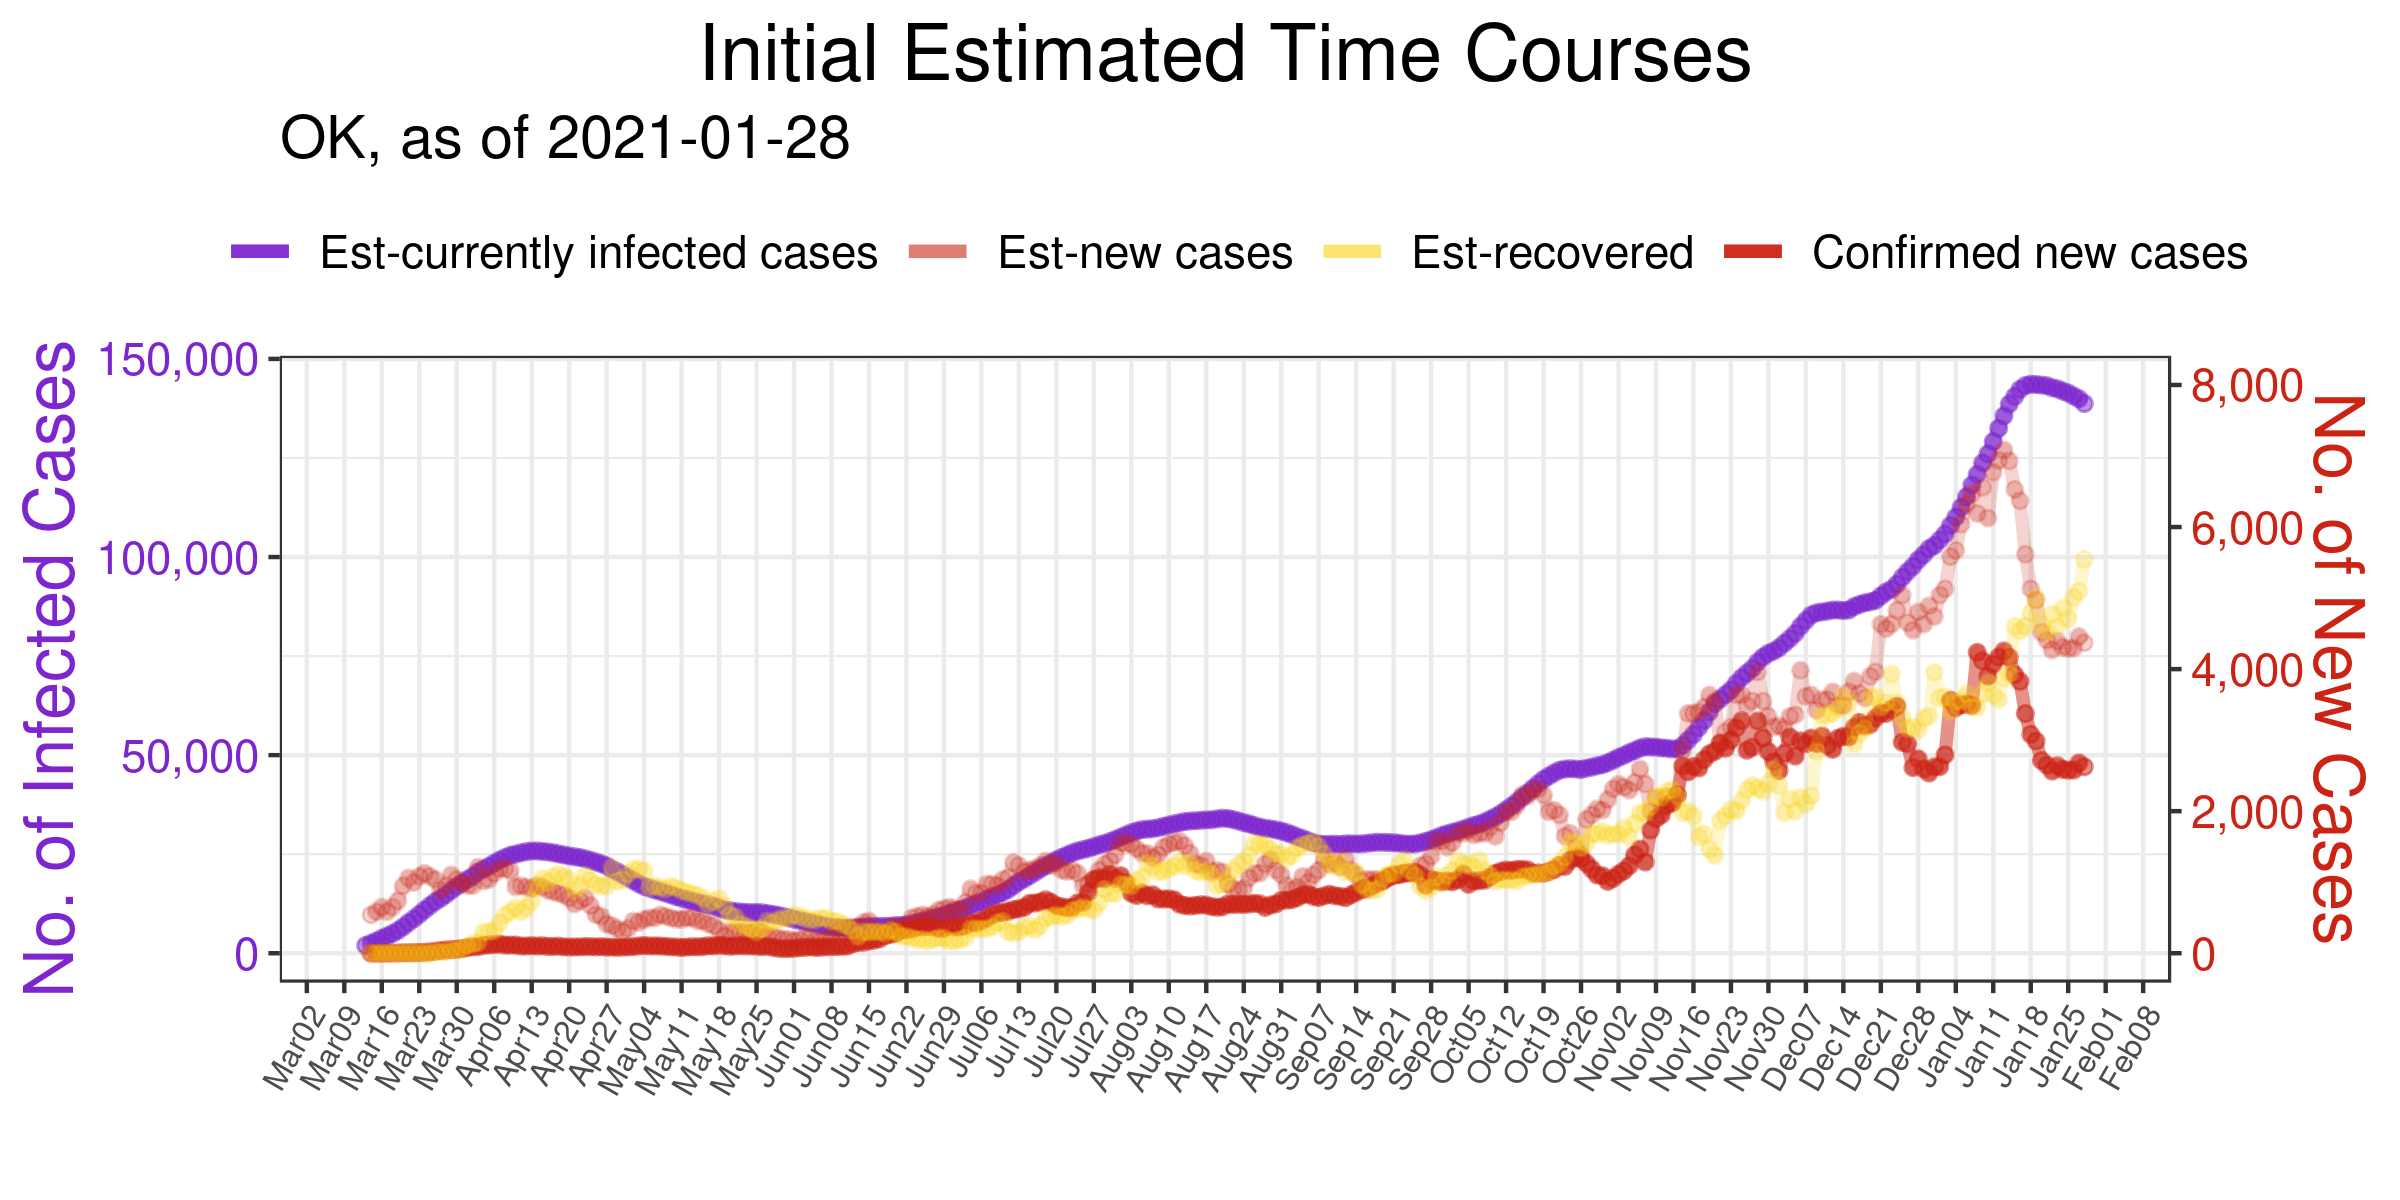 Initial Estimated Time Courses
OK, as of 2021-01-28
Est-currently infected cases
Est-new cases
Est-recovered
Confirmed new cases
No. of Infected Cases
150,000
100,000
50,000
0
8,000
6,000
4,000
2,000
0
No. of New Cases
Mar02
Mar09
Mar16
Mar23
Mar30
Apr06
Apr13
Apr20
Apr27
May04
May11
May18
May25
Jun01
Jun08
Jun15
Jun22
Jun29
Jul06
Jul13
Jul20
Jul27
Aug03
Aug10
Aug17
Aug24
Aug31
Sep07
Sep14
Sep21
Sep28
Oct05
Oct12
Oct19
Oct26
Nov02
Nov09
Nov16
Nov23
Nov30
Dec07
Dec14
Dec21
Dec28
Jan04
Jan11
Jan18
Jan25
Feb01
Feb08